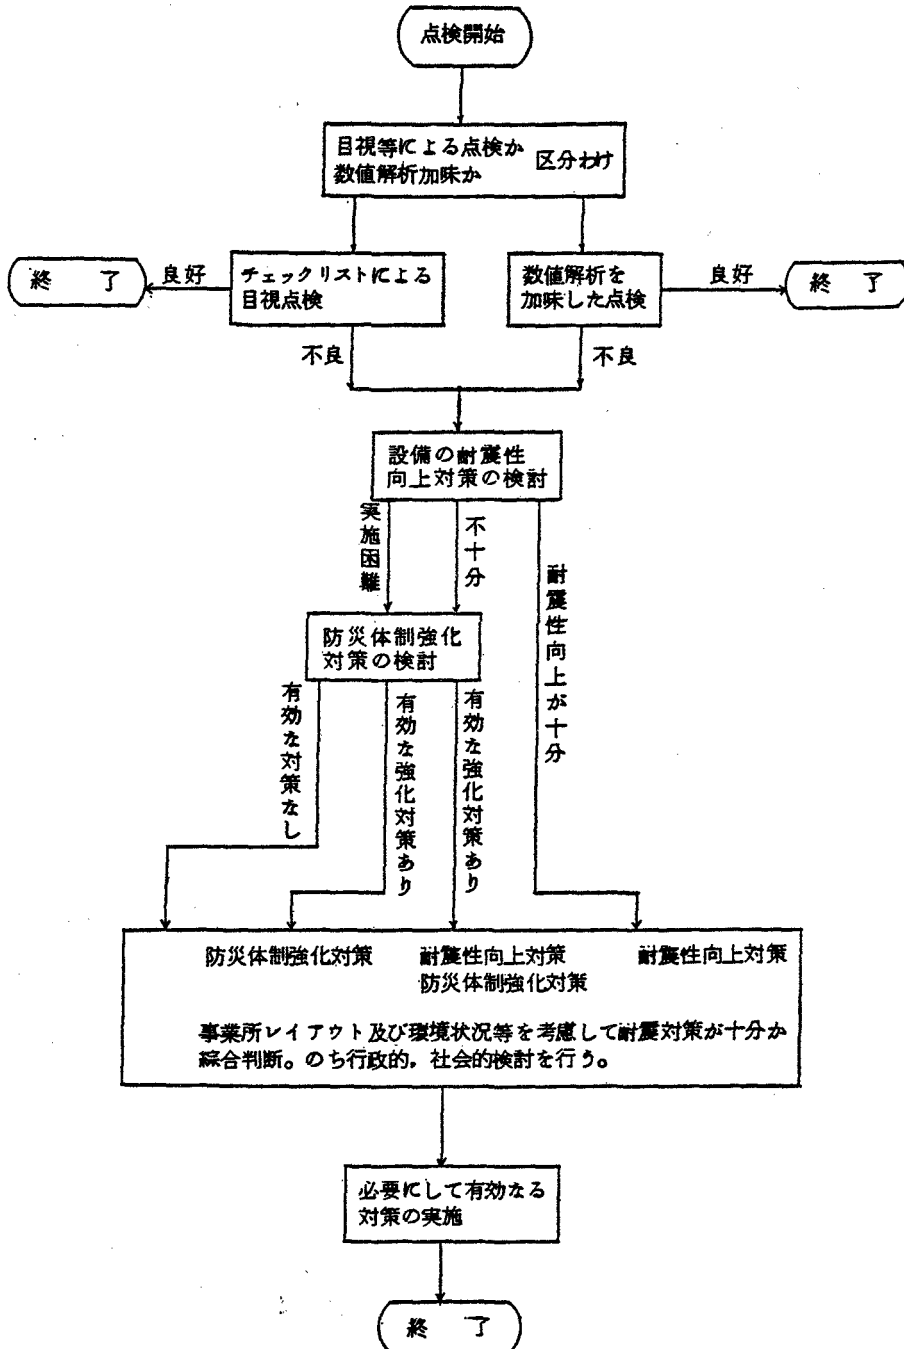 点検開始
目視等による点検か
数値解析加味か
区分わけ
終 了
良好
チェックリストによる
目視点検
数値解析を
加味した点検
良好
終 了
不良
不良
設備の耐震性
向上対策の検討
実施困難
不十分
耐震性向上が十分
防災体制強化
対策の検討
有効な対策なし
有効な強化対策あり
有効な強化対策あり
防災体制強化対策
耐震性向上対策
防災体制強化対策
耐震性向上対策
事業所レイアウト及び環境状況等を考慮して耐震対策が十分か
綜合判断。のち行政的,社会的検討を行う。
必要にして有効なる
対策の実施
終 了